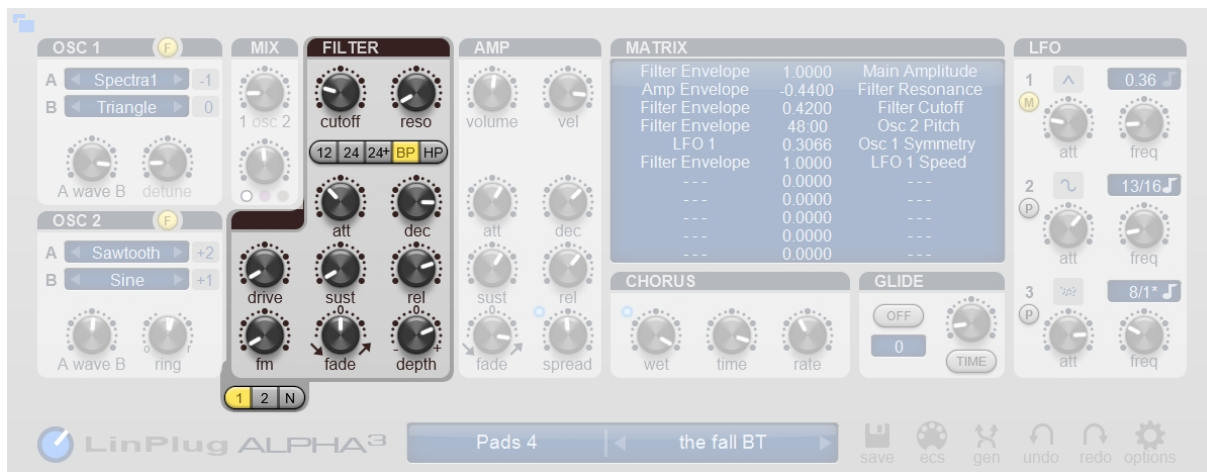 OSC 1 F
A Spectra1 -1
B Triangle 0
A wave B detune
OSC 2 F
A Sawtooth +2
B Sine +1
A wave B o ring r
MIX
1 osc 2
FILTER
cutoff reso
12 24 24+ BP HP
att dec
drive sust rel
0 0
fm fade - depth +
1 2 N
AMP
volume vel
att dec
sust rel
0
fade spread
MATRIX
Filter Envelope 1.0000 Main Amplitude
Amp Envelope -0.4400 Filter Resonance
Filter Envelope 0.4200 Filter Cutoff
Filter Envelope 48:00 Osc 2 Pitch
LFO 1 0.3066 Osc 1 Symmetry
Filter Envelope 1.0000 LFO 1 Speed
- - - 0.0000 - - -
- - - 0.0000 - - -
- - - 0.0000 - - -
- - - 0.0000 - - -
- - - 0.0000 - - -
CHORUS
wet time rate
GLIDE
OFF
0
TIME
LFO
1 0.36
M
att freq
2 13/16
P
att freq
3 8/1*
P
att freq
LinPlug ALPHA3
Pads 4 the fall BT
save ecs gen undo redo options